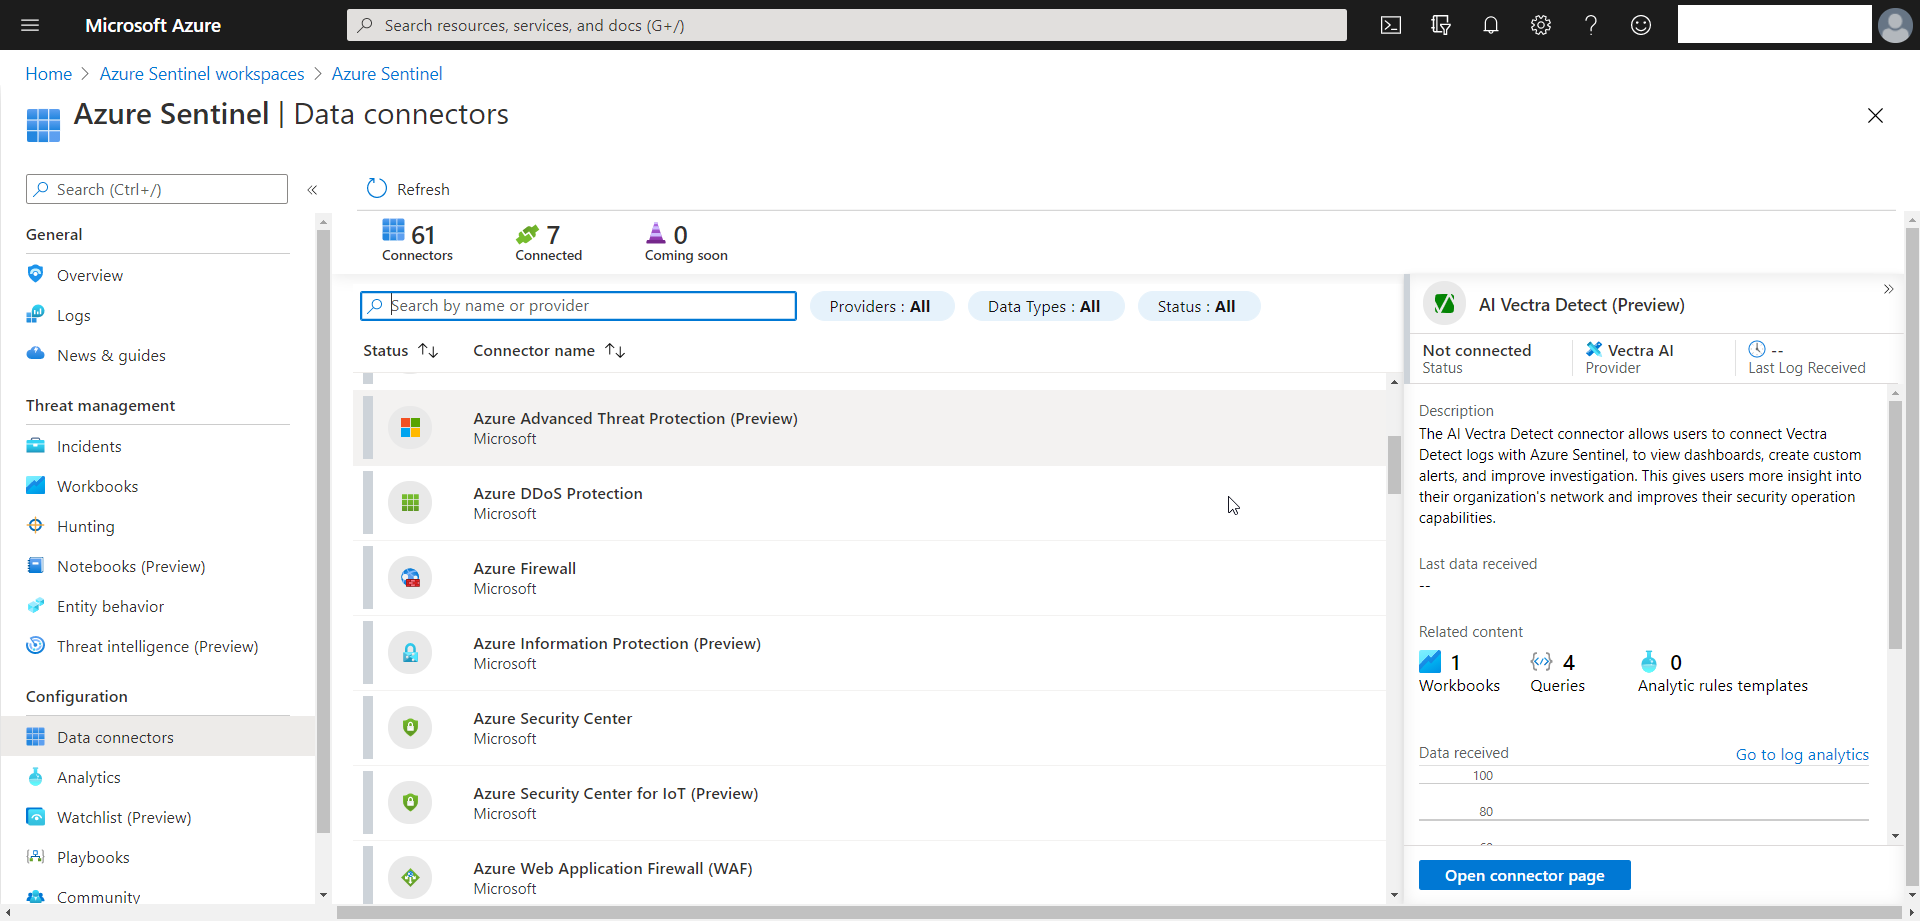 Microsoft Azure
Search resources, services, and docs (G+/)
Home > Azure Sentinel workspaces > Azure Sentinel
Azure Sentinel | Data connectors
Search (Ctrl+/)
«
General
Overview
Logs
News & guides
Threat management
Incidents
Workbooks
Hunting
Notebooks (Preview)
Entity behavior
Threat intelligence (Preview)
Configuration
Data connectors
Analytics
Watchlist (Preview)
Playbooks
Community
Refresh
61
Connectors
7
Connected
0
Coming soon
Search by name or provider
Providers : All
Data Types : All
Status : All
Status ↑↓ Connector name ↑↓
Azure Advanced Threat Protection (Preview)
Microsoft
Azure DDoS Protection
Microsoft
Azure Firewall
Microsoft
Azure Information Protection (Preview)
Microsoft
Azure Security Center
Microsoft
Azure Security Center for IoT (Preview)
Microsoft
Azure Web Application Firewall (WAF)
Microsoft
»
AI Vectra Detect (Preview)
Not connected
Status
Vectra AI
Provider
--
Last Log Received
Description
The AI Vectra Detect connector allows users to connect Vectra
Detect logs with Azure Sentinel, to view dashboards, create custom
alerts, and improve investigation. This gives users more insight into
their organization's network and improves their security operation
capabilities.
Last data received
--
Related content
1
Workbooks
4
Queries
0
Analytic rules templates
Data received
Go to log analytics
100
80
Open connector page